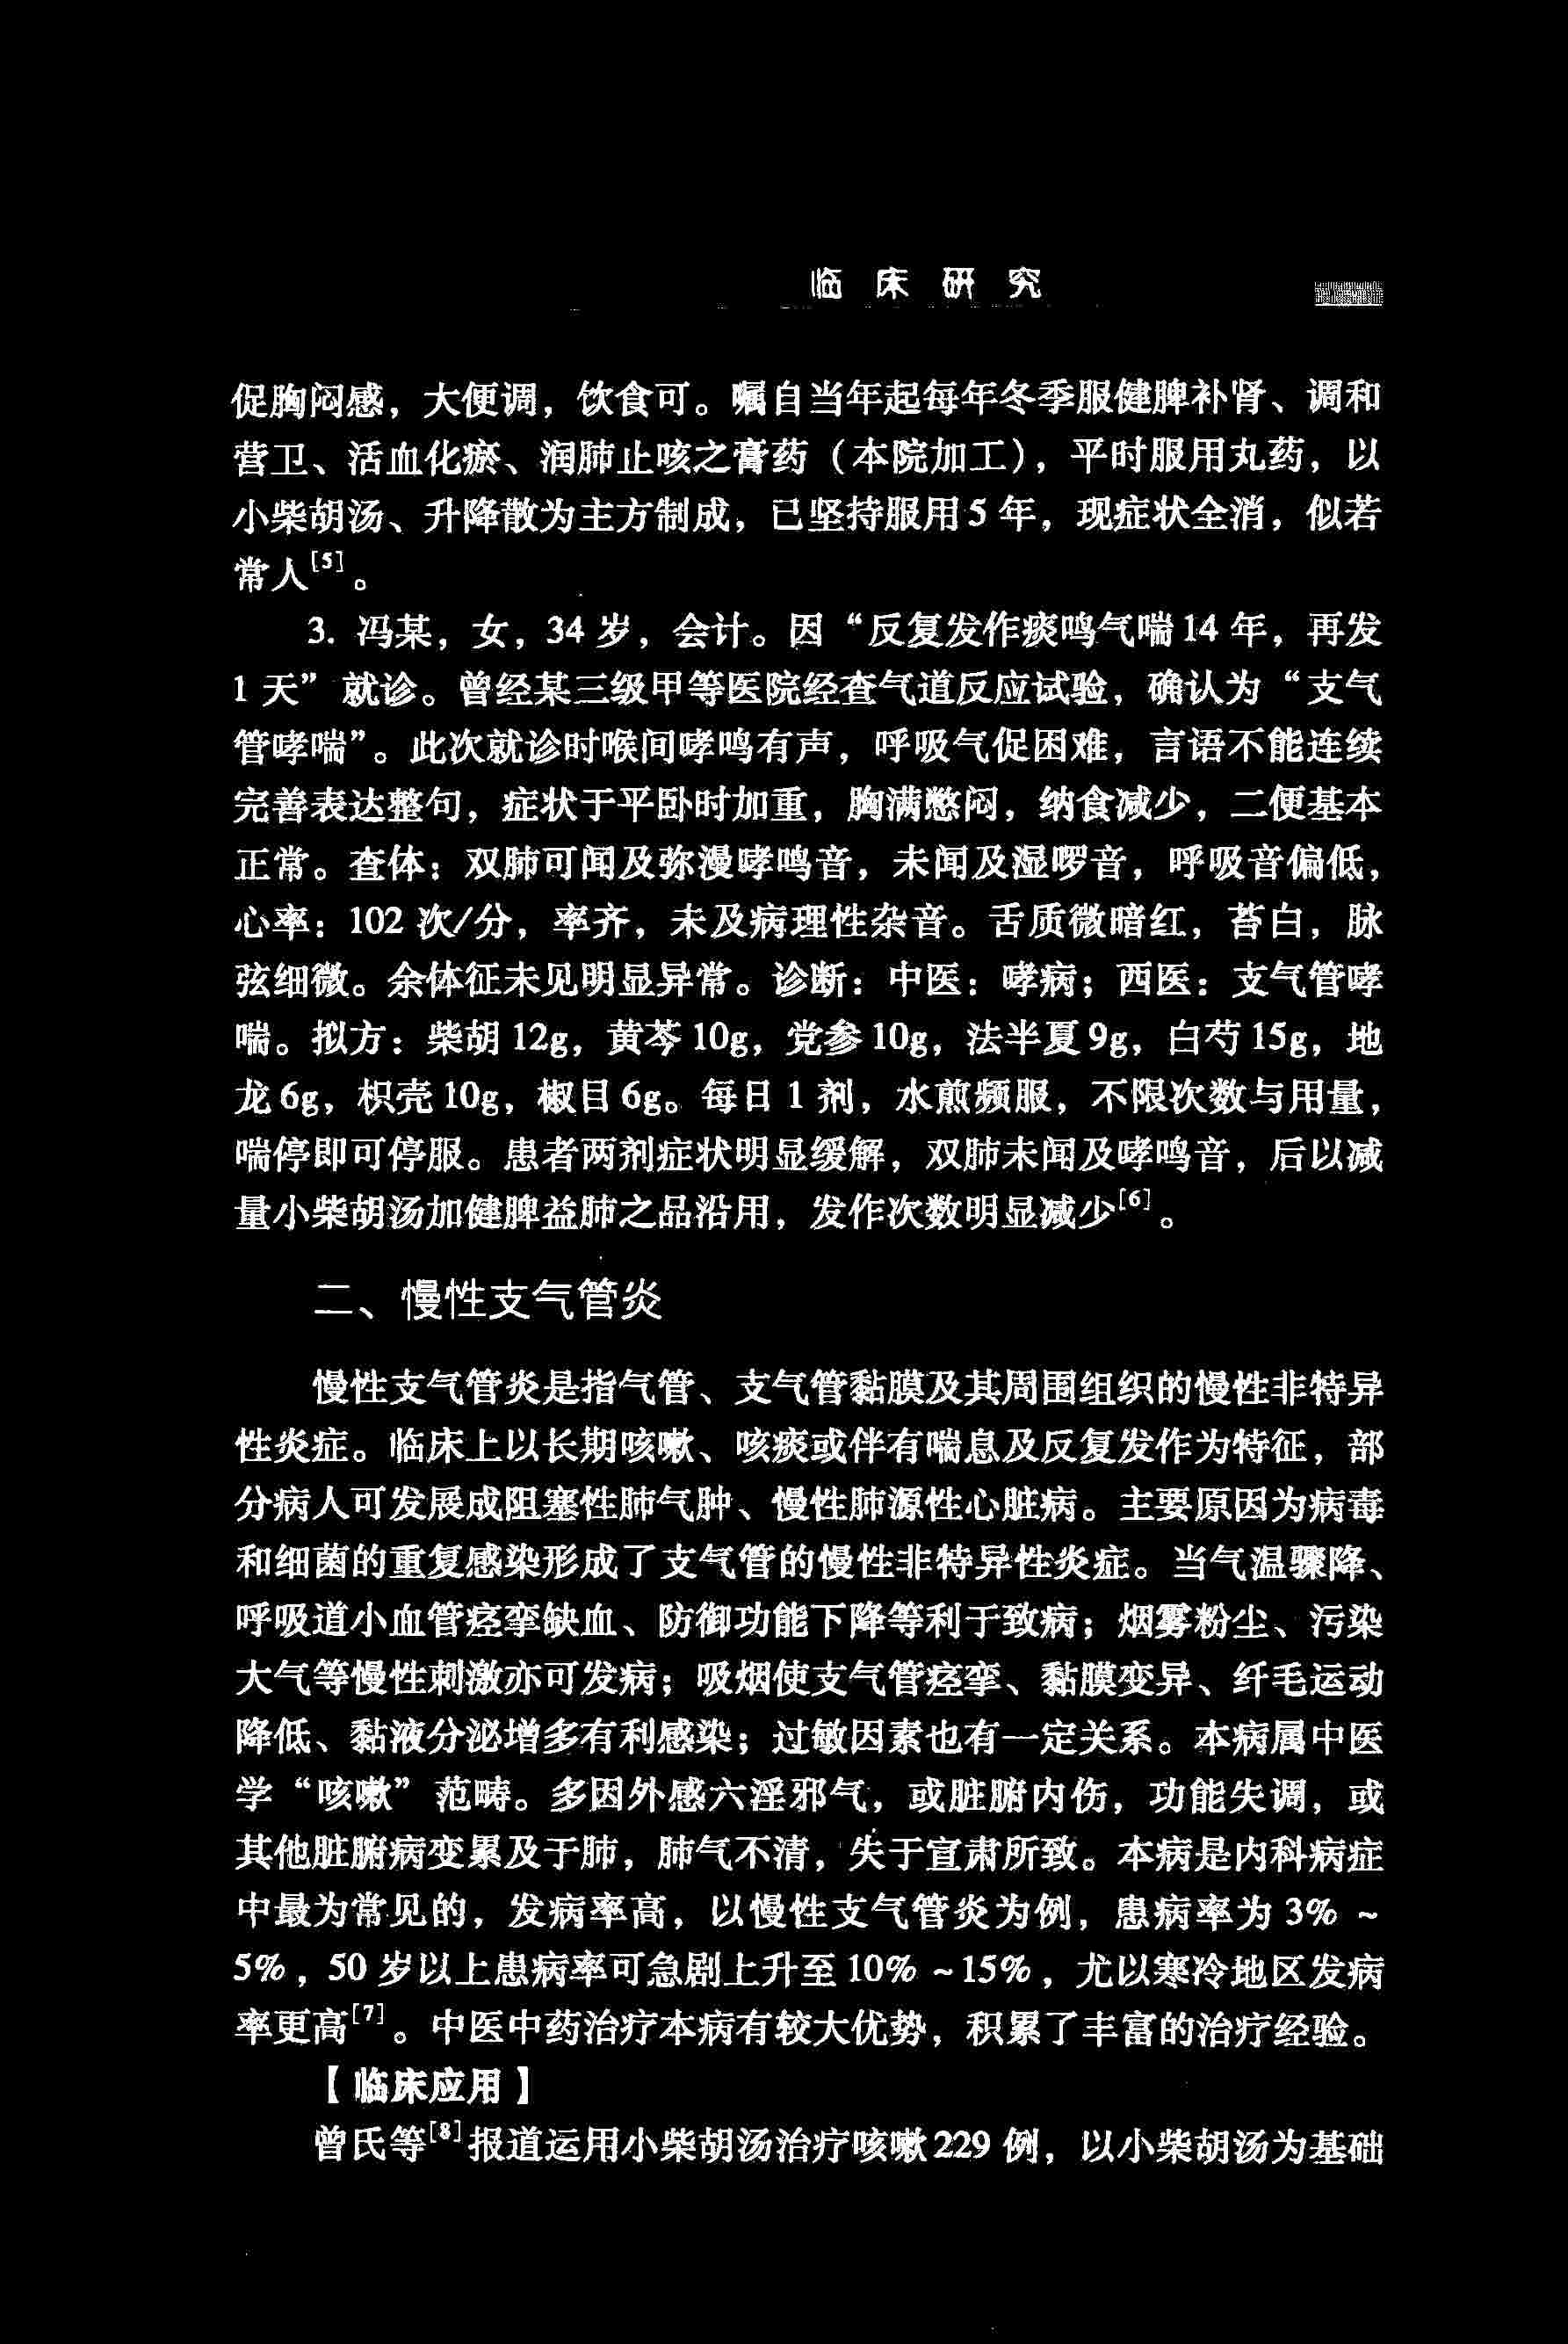 临床研究
促胸闷感，大便调，饮食可。嘱自当年起每年冬季服健脾补肾、调和
营卫、活血化瘀、润肺止咳之膏药（本院加工），平时服用丸药，以
小柴胡汤、升降散为主方制成，已坚持服用5年，现症状全消，似若
常人[5]。
3. 冯某，女，34岁，会计。因“反复发作痰鸣气喘14年，再发
1天”就诊。曾经某三级甲等医院经查气道反应试验，确认为“支气
管哮喘”。此次就诊时喉间哮鸣有声，呼吸气促困难，言语不能连续
完善表达整句，症状于平卧时加重，胸满憋闷，纳食减少，二便基本
正常。查体：双肺可闻及弥漫哮鸣音，未闻及湿啰音，呼吸音偏低，
心率：102次/分，率齐，未及病理性杂音。舌质微暗红，苔白，脉
弦细微。余体征未见明显异常。诊断：中医：哮病；西医：支气管哮
喘。拟方：柴胡12g，黄芩10g，党参10g，法半夏9g，白芍15g，地
龙6g，枳壳10g，椒目6g。每日1剂，水煎频服，不限次数与用量，
喘停即可停服。患者两剂症状明显缓解，双肺未闻及哮鸣音，后以减
量小柴胡汤加健脾益肺之品沿用，发作次数明显减少[6]。
二、慢性支气管炎
慢性支气管炎是指气管、支气管黏膜及其周围组织的慢性非特异
性炎症。临床上以长期咳嗽、咳痰或伴有喘息及反复发作为特征，部
分病人可发展成阻塞性肺气肿、慢性肺源性心脏病。主要原因为病毒
和细菌的重复感染形成了支气管的慢性非特异性炎症。当气温骤降、
呼吸道小血管痉挛缺血、防御功能下降等利于致病；烟雾粉尘、污染
大气等慢性刺激亦可发病；吸烟使支气管痉挛、黏膜变异、纤毛运动
降低、黏液分泌增多有利感染；过敏因素也有一定关系。本病属中医
学“咳嗽”范畴。多因外感六淫邪气，或脏腑内伤，功能失调，或
其他脏腑病变累及于肺，肺气不清，失于宣肃所致。本病是内科病症
中最为常见的，发病率高，以慢性支气管炎为例，患病率为3%~
5%，50岁以上患病率可急剧上升至10%~15%，尤以寒冷地区发病
率更高[7]。中医中药治疗本病有较大优势，积累了丰富的治疗经验。
【临床应用】
曾氏等[8]报道运用小柴胡汤治疗咳嗽229例，以小柴胡汤为基础